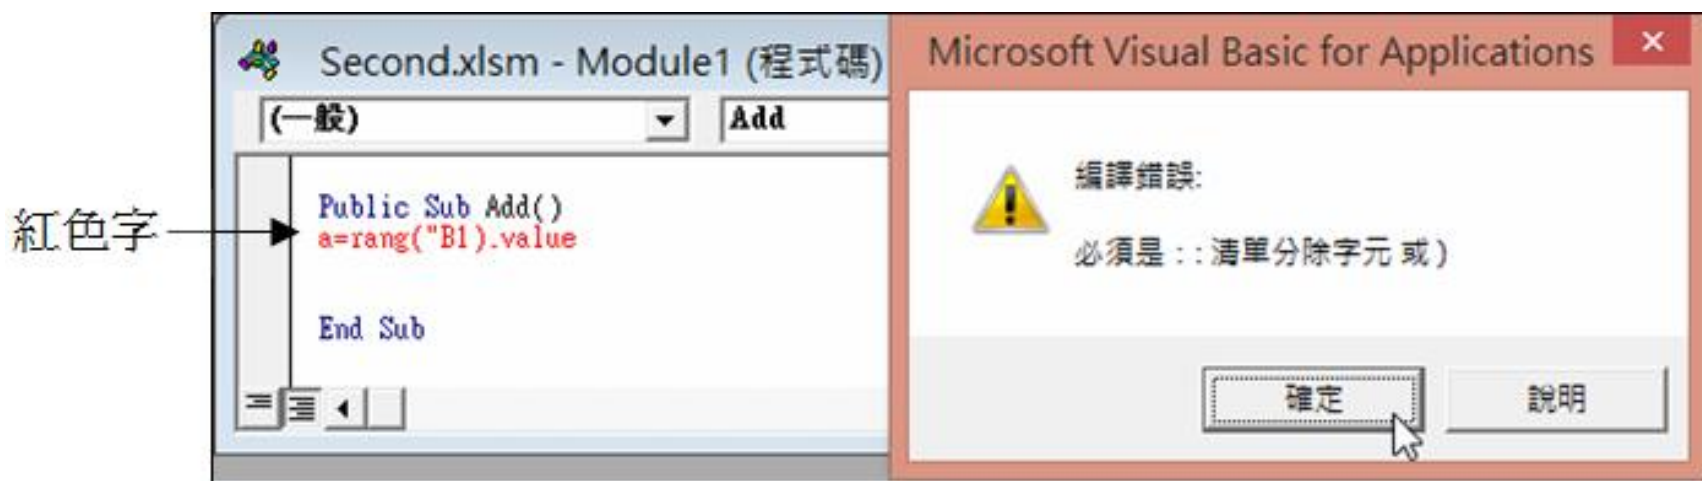 Second.xlsm - Module1 (程式碼)
(一般)
Add
紅色字
Public Sub Add()
a=rang("B1).value
End Sub
Microsoft Visual Basic for Applications
編譯錯誤:
必須是 : : 清單分除字元 或 )
確定
說明